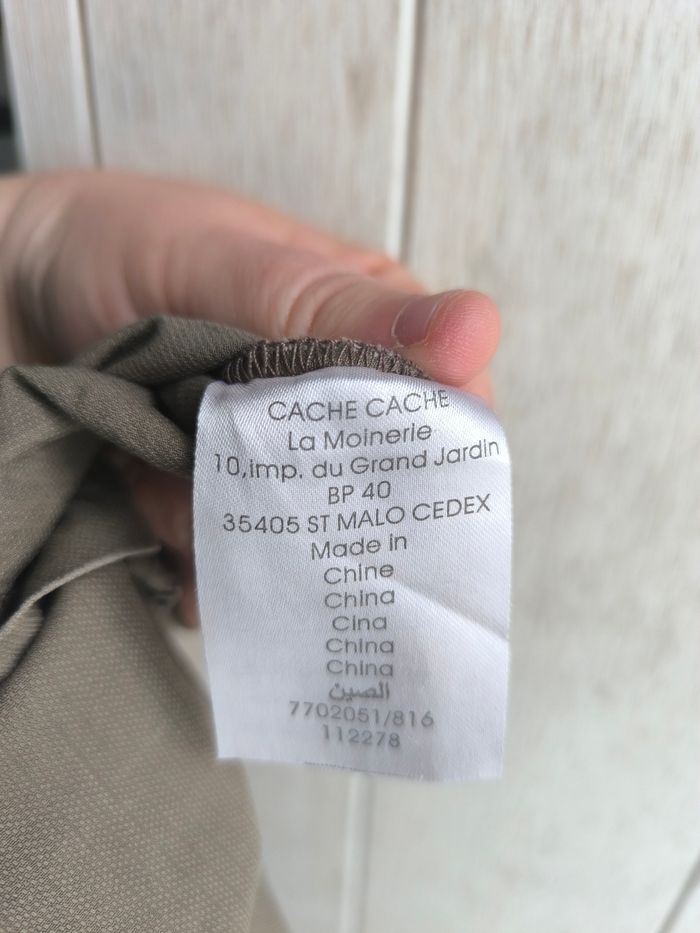 CACHE CACHE
La Moinerie
10,imp. du Grand Jardin
BP 40
35405 ST MALO CEDEX
Made in
Chine
China
Cina
China
China
الصين
7702051/816
112278